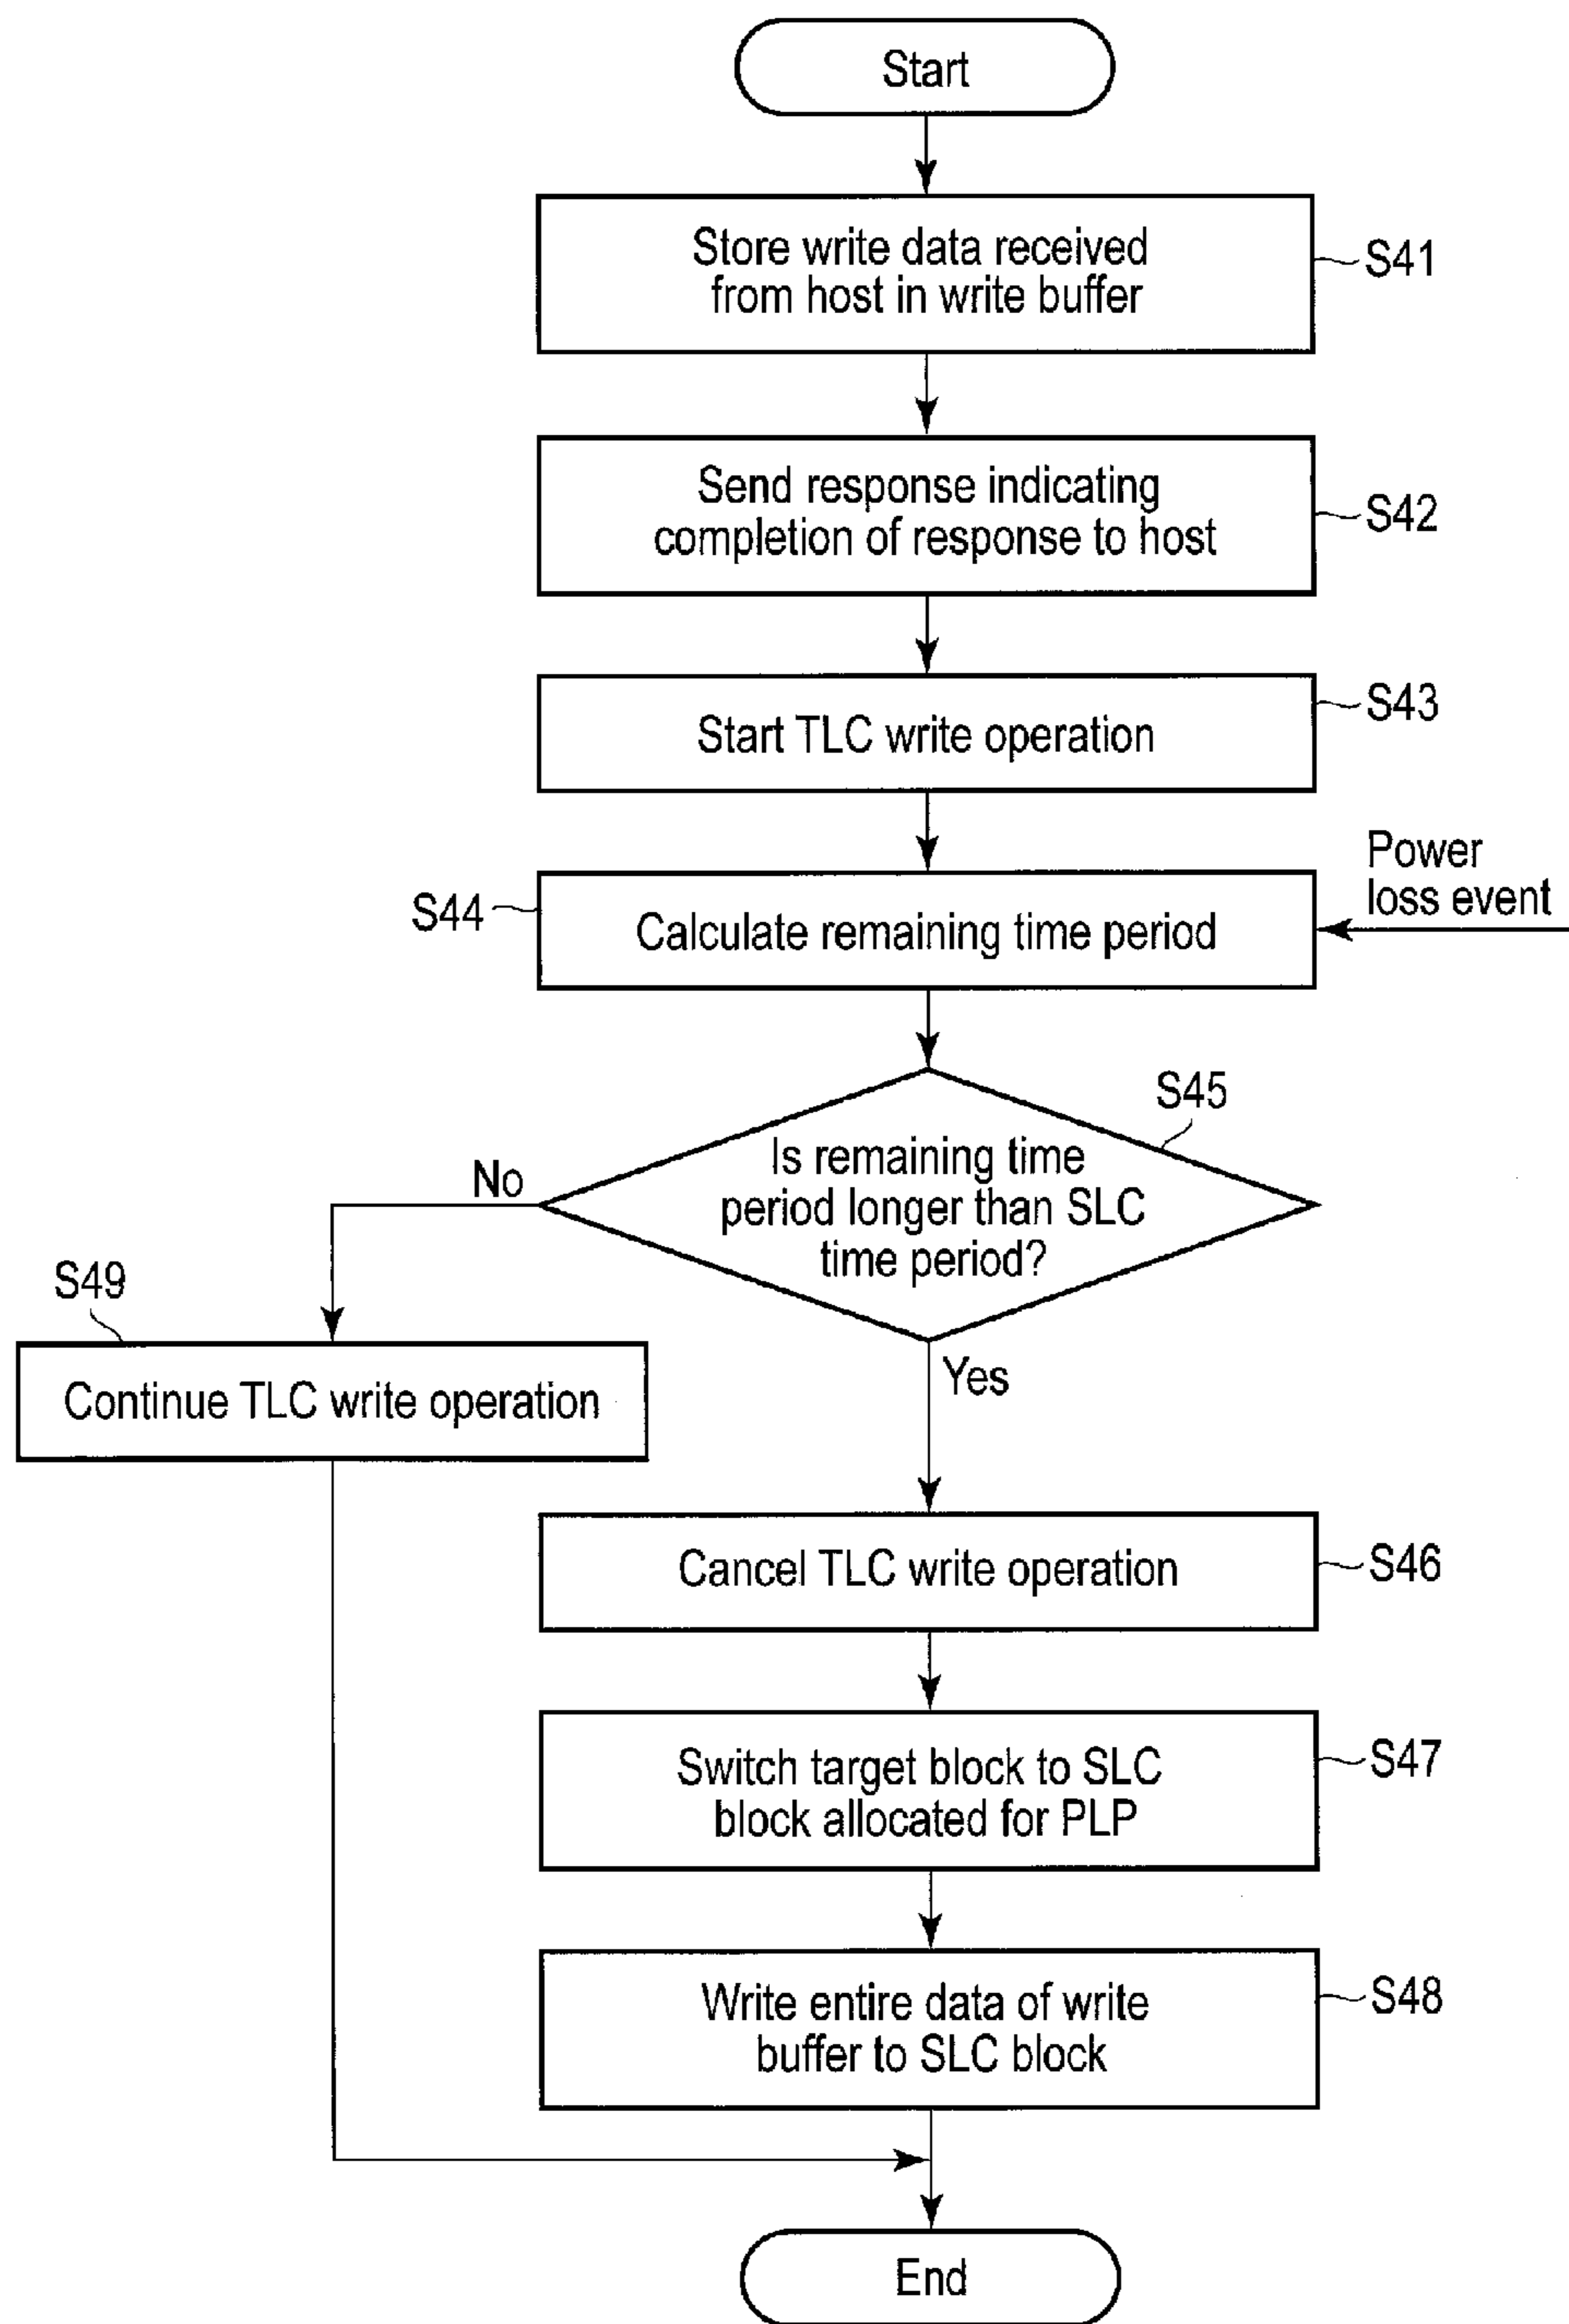 Start
Store write data received
from host in write buffer
S41
Send response indicating
completion of response to host
S42
Start TLC write operation
S43
Power
loss event
S44
Calculate remaining time period
S45
Is remaining time
period longer than SLC
time period?
No
Yes
S49
Continue TLC write operation
Cancel TLC write operation
S46
Switch target block to SLC
block allocated for PLP
S47
Write entire data of write
buffer to SLC block
S48
End